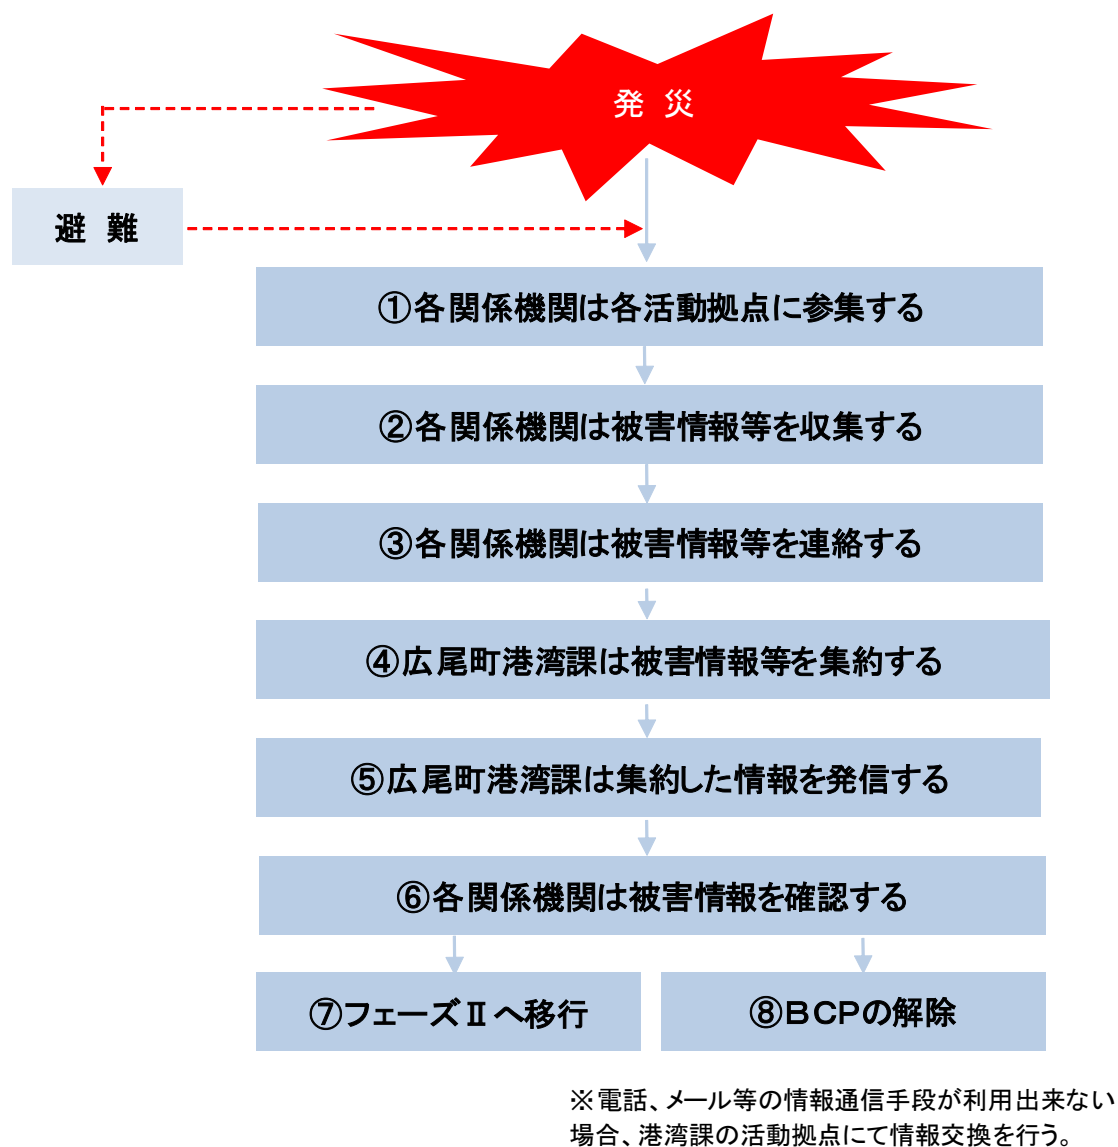 発 災
避 難
①各関係機関は各活動拠点に参集する
②各関係機関は被害情報等を収集する
③各関係機関は被害情報等を連絡する
④広尾町港湾課は被害情報等を集約する
⑤広尾町港湾課は集約した情報を発信する
⑥各関係機関は被害情報を確認する
⑦フェーズⅡへ移行
⑧BCPの解除
※電話、メール等の情報通信手段が利用出来ない
場合、港湾課の活動拠点にて情報交換を行う。